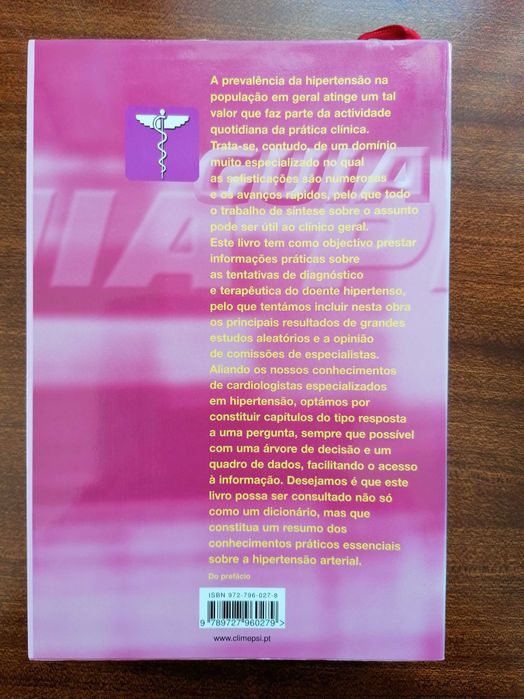 A prevalência da hipertensão na
população em geral atinge um tal
valor que faz parte da actividade
quotidiana da prática clínica.
Trata-se, contudo, de um domínio
muito especializado no qual
as sofisticações são numerosas
e os avanços rápidos, pelo que todo
o trabalho de síntese sobre o assunto
pode ser útil ao clínico geral.
Este livro tem como objectivo prestar
informações práticas sobre
as tentativas de diagnóstico
e terapêutica do doente hipertenso,
pelo que tentámos incluir nesta obra
os principais resultados de grandes
estudos aleatórios e a opinião
de comissões de especialistas.
Aliando os nossos conhecimentos
de cardiologistas especializados
em hipertensão, optámos por
constituir capítulos do tipo resposta
a uma pergunta, sempre que possível
com uma árvore de decisão e um
quadro de dados, facilitando o acesso
à informação. Desejamos é que este
livro possa ser consultado não só
como um dicionário, mas que
constitua um resumo dos
conhecimentos práticos essenciais
sobre a hipertensão arterial.
Do prefácio
GUIA
ISBN 972-796-027-8
9 789727 960279 >
www.climepsi.pt